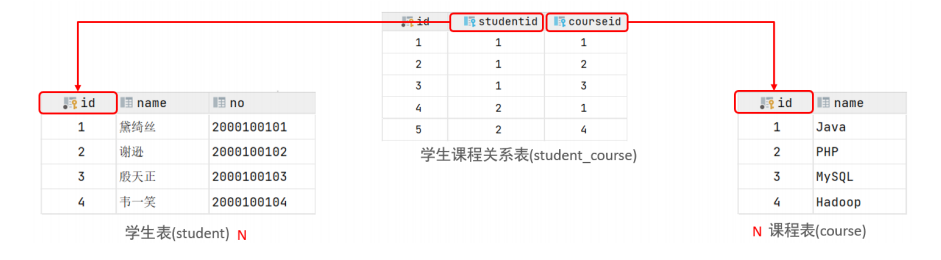 id studentid courseid
1 1 1
2 1 2
3 1 3
4 2 1
5 2 4
学生课程关系表(student_course)
id name no
1 黛绮丝 2000100101
2 谢逊 2000100102
3 殷天正 2000100103
4 韦一笑 2000100104
学生表(student) N
id name
1 Java
2 PHP
3 MySQL
4 Hadoop
N 课程表(course)